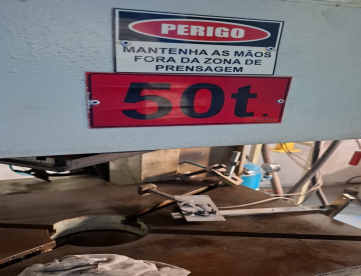 PERIGO
MANTENHA AS MÃOS
FORA DA ZONA DE
PRENSAGEM
50t.